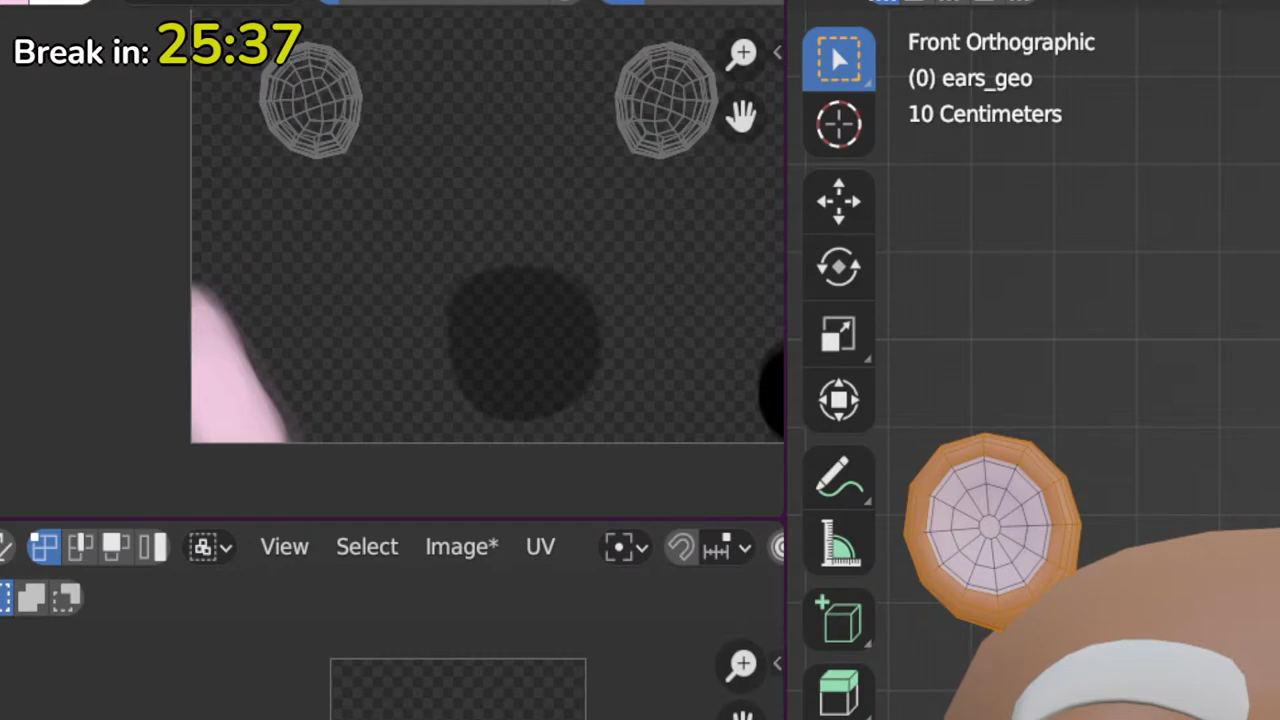 Break in: 25:37
Front Orthographic
(0) ears_geo
10 Centimeters
View Select Image* UV